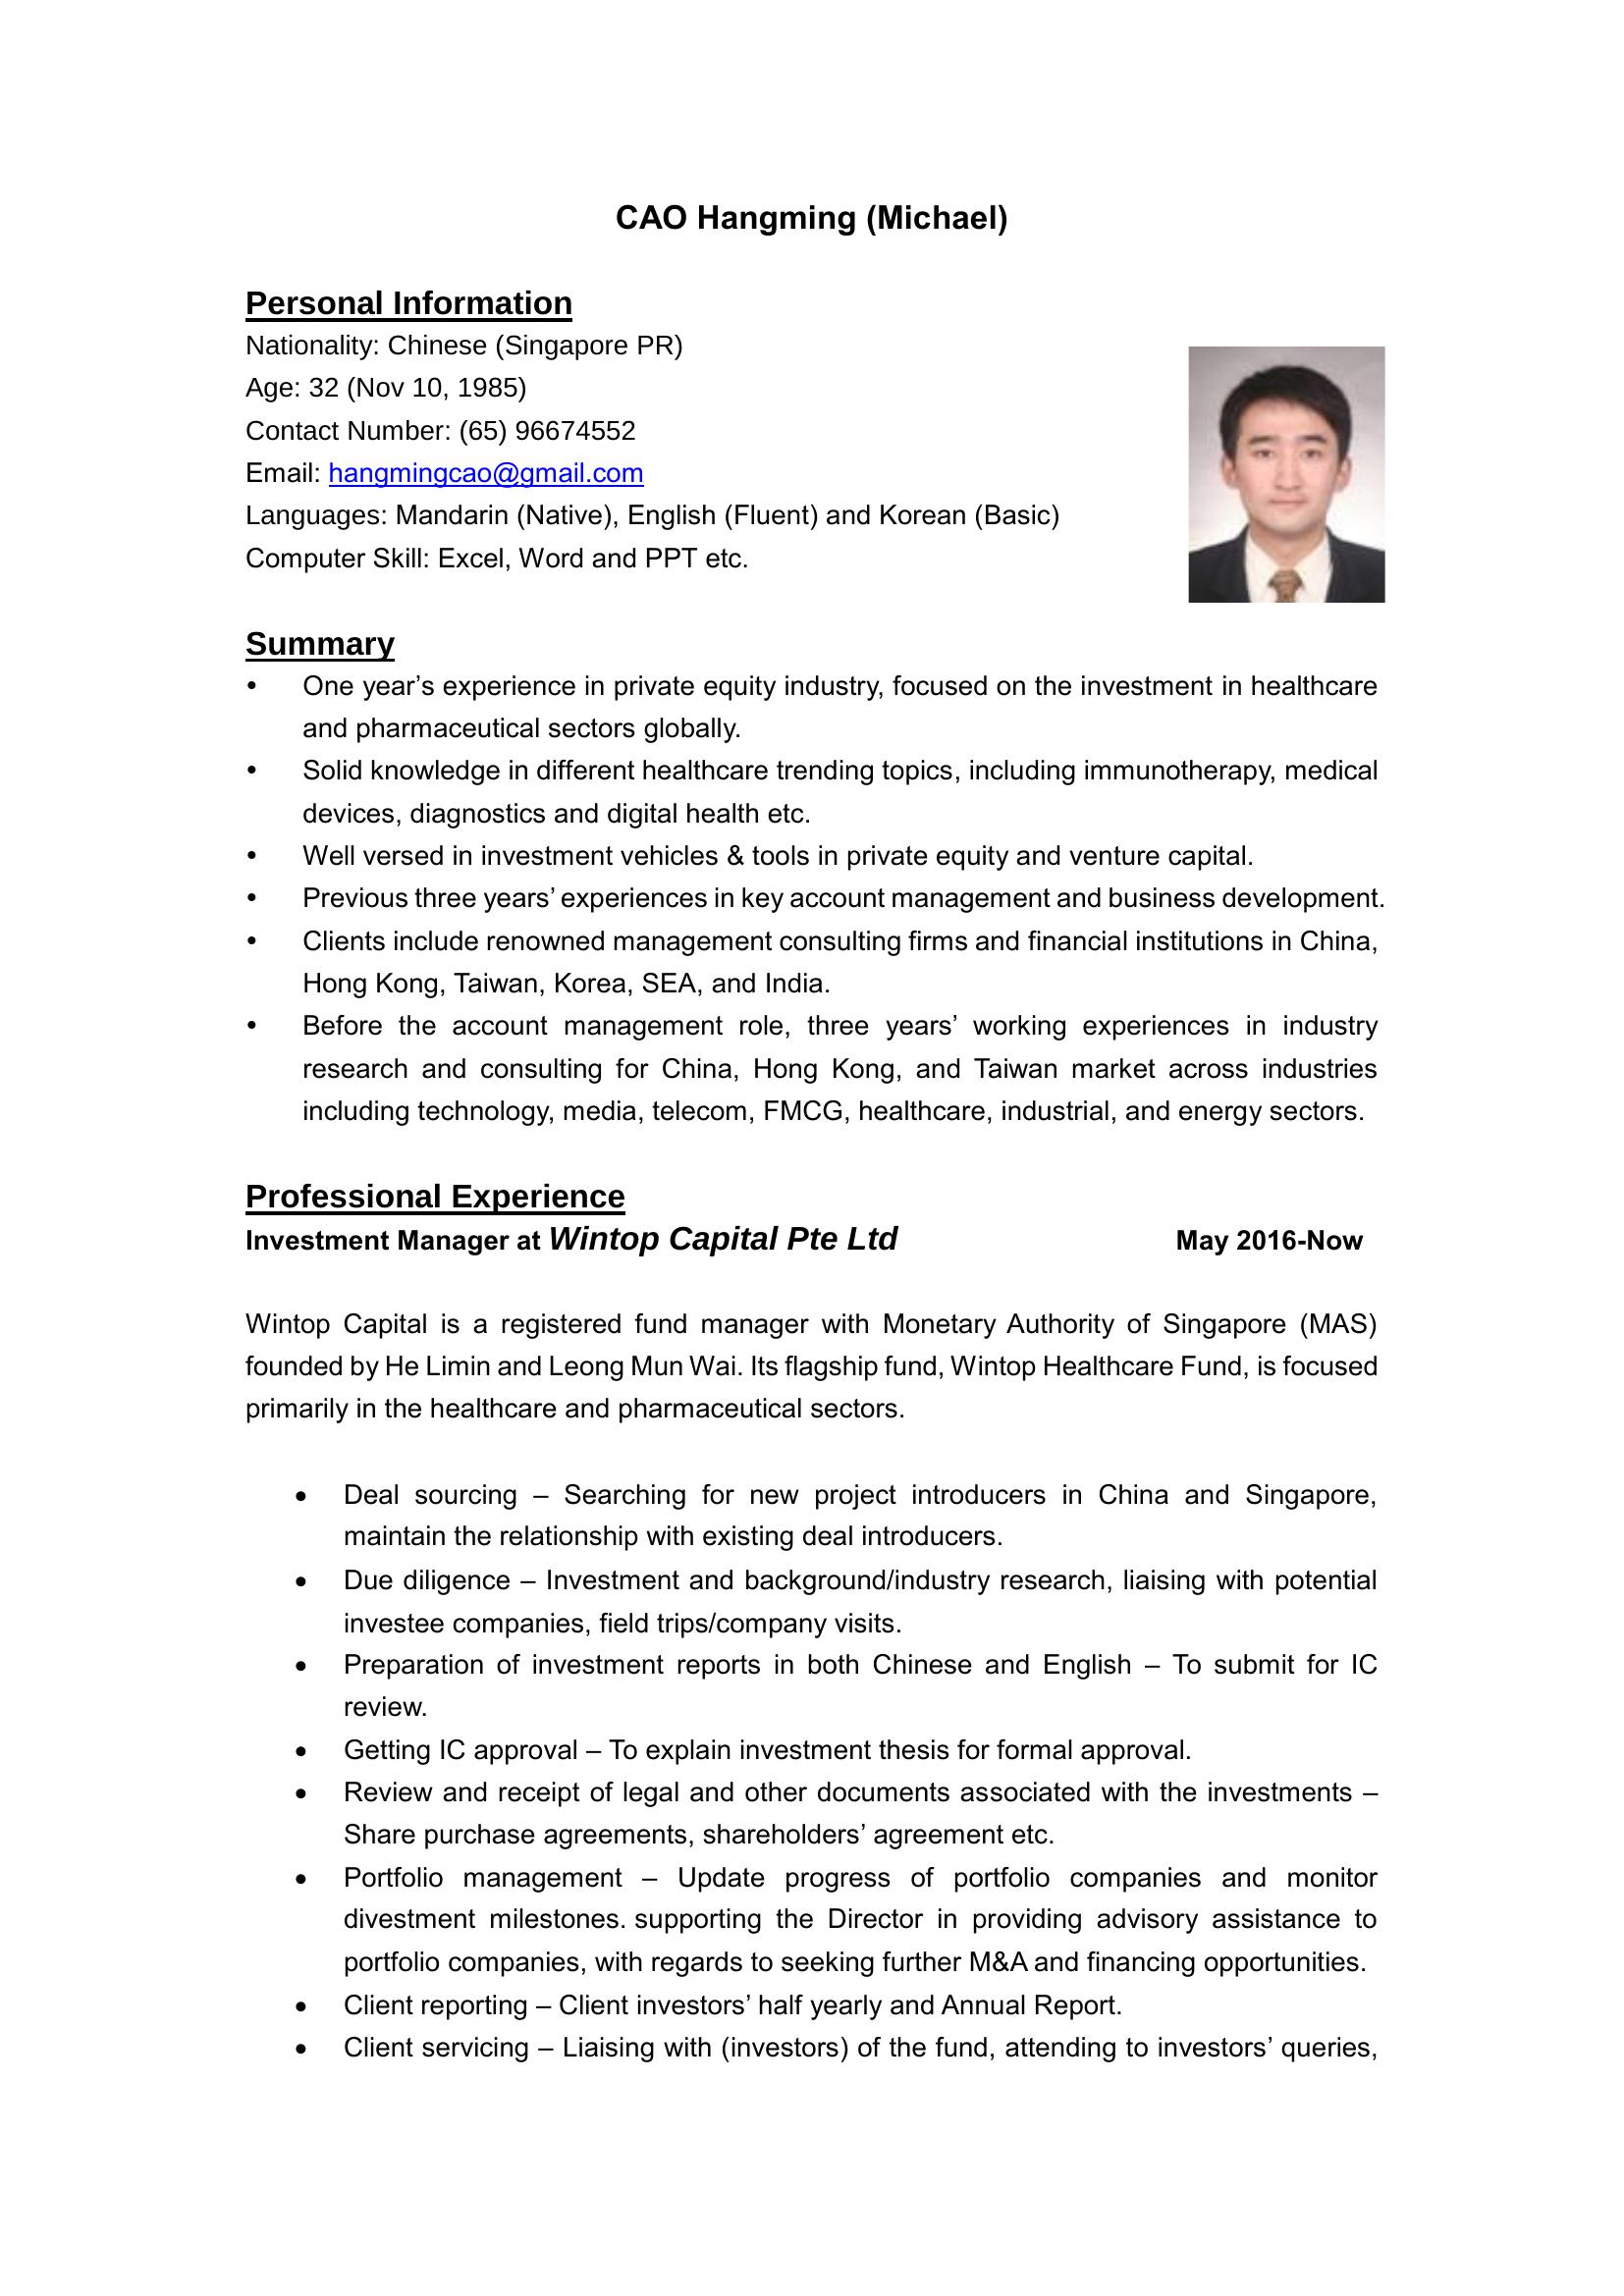 CAO Hangming (Michael)
Personal Information
Nationality: Chinese (Singapore PR)
Age: 32 (Nov 10, 1985)
Contact Number: (65) 96674552
Email: hangmingcao@gmail.com
Languages: Mandarin (Native), English (Fluent) and Korean (Basic)
Computer Skill: Excel, Word and PPT etc.
Summary
• One year’s experience in private equity industry, focused on the investment in healthcare
and pharmaceutical sectors globally.
• Solid knowledge in different healthcare trending topics, including immunotherapy, medical
devices, diagnostics and digital health etc.
• Well versed in investment vehicles & tools in private equity and venture capital.
• Previous three years’ experiences in key account management and business development.
• Clients include renowned management consulting firms and financial institutions in China,
Hong Kong, Taiwan, Korea, SEA, and India.
• Before the account management role, three years’ working experiences in industry
research and consulting for China, Hong Kong, and Taiwan market across industries
including technology, media, telecom, FMCG, healthcare, industrial, and energy sectors.
Professional Experience
Investment Manager at Wintop Capital Pte Ltd May 2016-Now
Wintop Capital is a registered fund manager with Monetary Authority of Singapore (MAS)
founded by He Limin and Leong Mun Wai. Its flagship fund, Wintop Healthcare Fund, is focused
primarily in the healthcare and pharmaceutical sectors.
• Deal sourcing – Searching for new project introducers in China and Singapore,
maintain the relationship with existing deal introducers.
• Due diligence – Investment and background/industry research, liaising with potential
investee companies, field trips/company visits.
• Preparation of investment reports in both Chinese and English – To submit for IC
review.
• Getting IC approval – To explain investment thesis for formal approval.
• Review and receipt of legal and other documents associated with the investments –
Share purchase agreements, shareholders’ agreement etc.
• Portfolio management – Update progress of portfolio companies and monitor
divestment milestones. supporting the Director in providing advisory assistance to
portfolio companies, with regards to seeking further M&A and financing opportunities.
• Client reporting – Client investors’ half yearly and Annual Report.
• Client servicing – Liaising with (investors) of the fund, attending to investors’ queries,